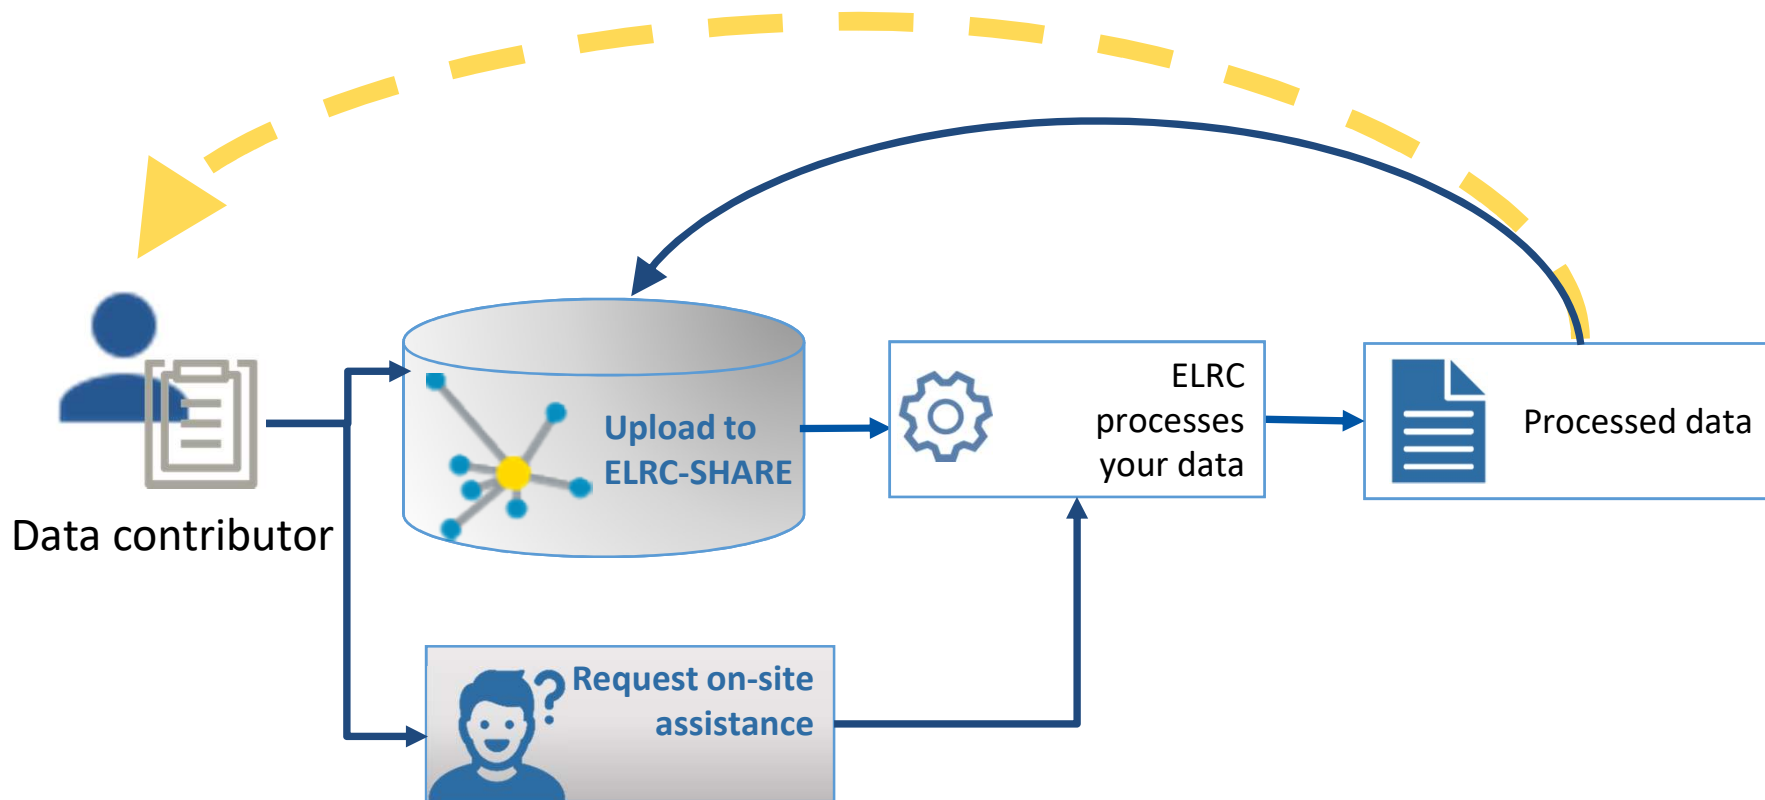 Data contributor
Upload to
ELRC-SHARE
ELRC
processes
your data
Processed data
Request on-site
assistance
?